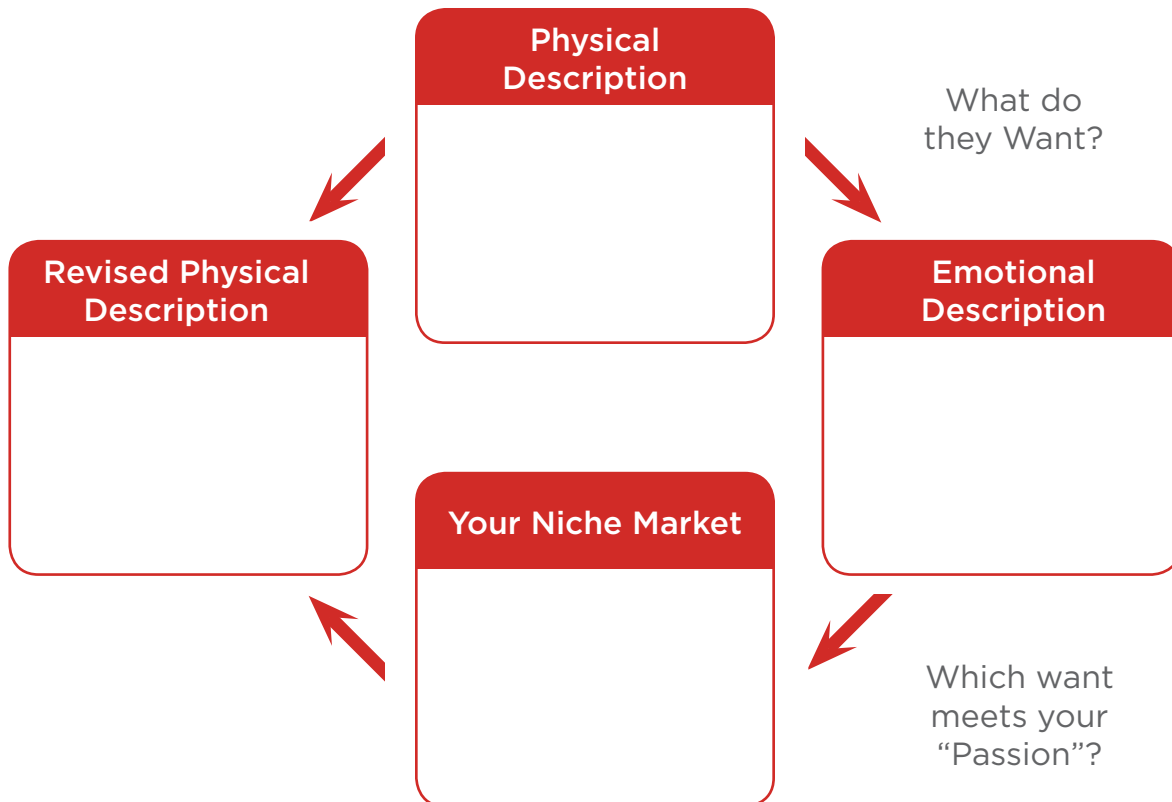 Physical
Description
What do
they Want?
Revised Physical
Description
Emotional
Description
Your Niche Market
Which want
meets your
“Passion”?